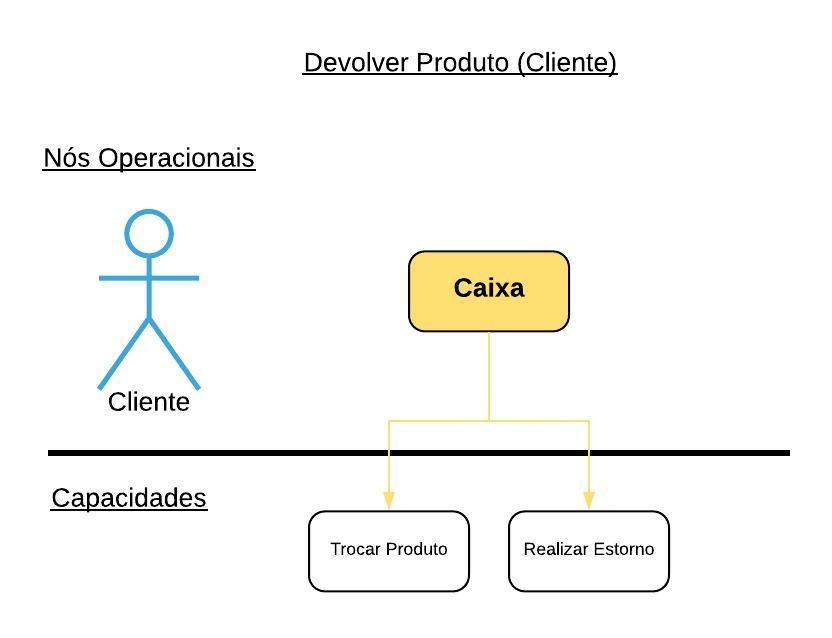 Devolver Produto (Cliente)
Nós Operacionais
Caixa
Cliente
Capacidades
Trocar Produto
Realizar Estorno